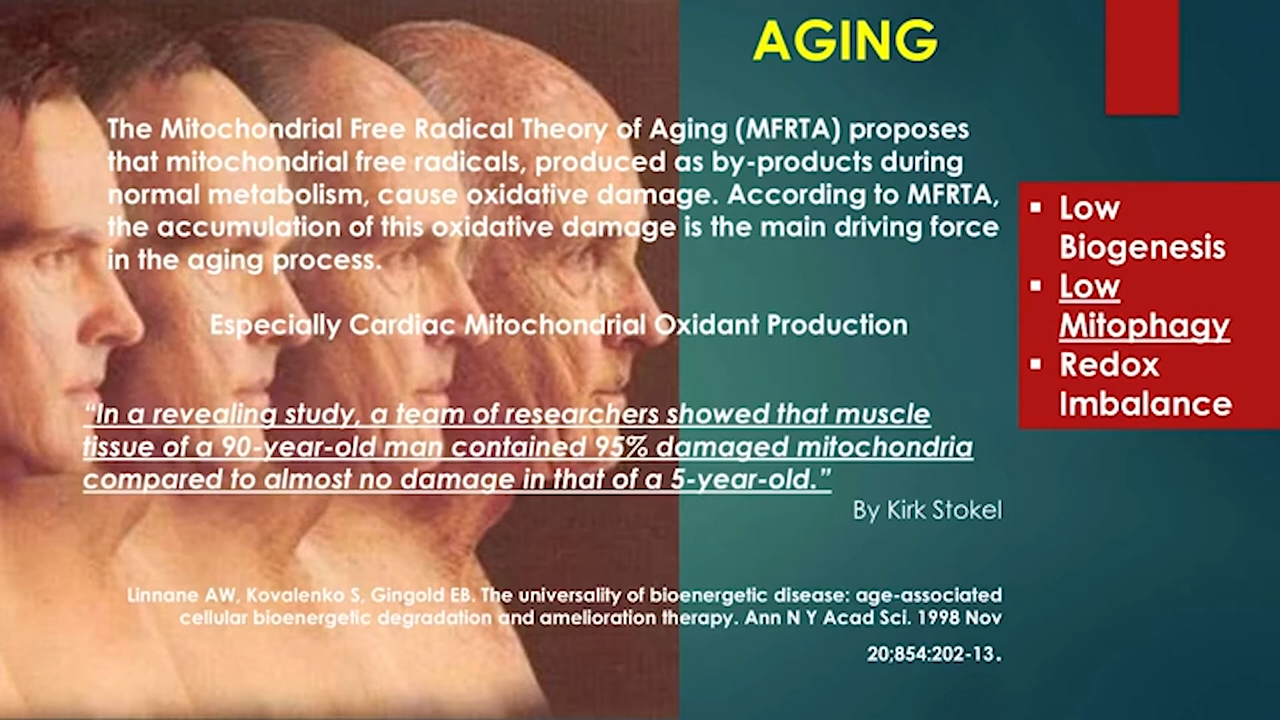 AGING
The Mitochondrial Free Radical Theory of Aging (MFRTA) proposes
that mitochondrial free radicals, produced as by-products during
normal metabolism, cause oxidative damage. According to MFRTA,
the accumulation of this oxidative damage is the main driving force
in the aging process.
Especially Cardiac Mitochondrial Oxidant Production
“In a revealing study, a team of researchers showed that muscle
tissue of a 90-year-old man contained 95% damaged mitochondria
compared to almost no damage in that of a 5-year-old.”
By Kirk Stokel
Linnane AW, Kovalenko S, Gingold EB. The universality of bioenergetic disease: age-associated
cellular bioenergetic degradation and amelioration therapy. Ann N Y Acad Sci. 1998 Nov
20;854:202-13.
▪ Low
Biogenesis
▪ Low
Mitophagy
▪ Redox
Imbalance